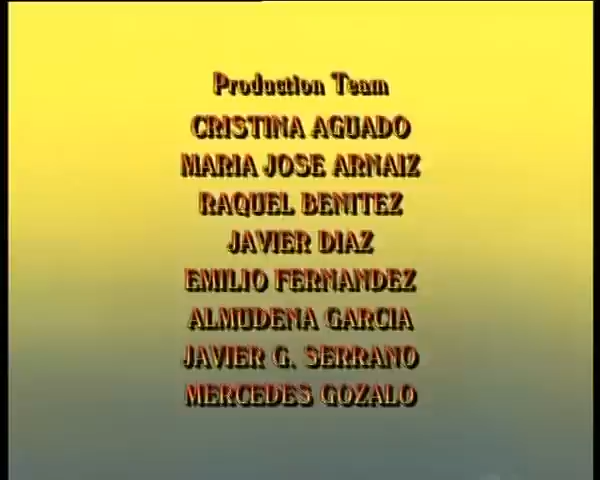 Production Team
CRISTINA AGUADO
MARIA JOSE ARNAIZ
RAQUEL BENITEZ
JAVIER DIAZ
EMILIO FERNANDEZ
ALMUDENA GARCIA
JAVIER G. SERRANO
MERCEDES GOZALO